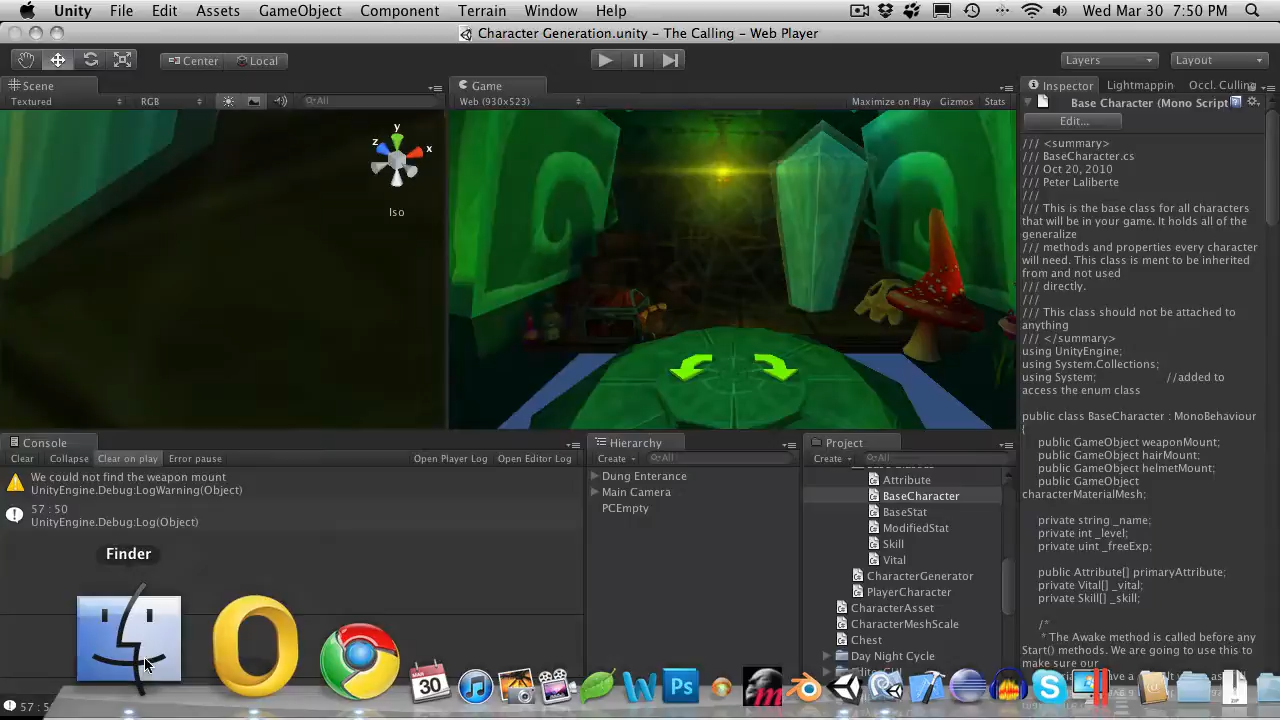 Unity File Edit Assets GameObject Component Terrain Window Help Wed Mar 30 7:50 PM
Character Generation.unity - The Calling - Web Player
Center Local Layers Layout
Scene Game Inspector Lightmappin Occl. Culling
Textured RGB All Web (930x523) Maximize on Play Gizmos Stats
Base Character (Mono Script
Edit...
y
z x
Iso
/// <summary>
/// BaseCharacter.cs
/// Oct 20, 2010
/// Peter Laliberte
///
/// This is the base class for all characters
that will be in your game. It holds all of the
generalize
/// methods and properties every character
will need. This class is ment to be inherited
from and not used
/// directly.
///
/// This class should not be attached to
anything
/// </summary>
using UnityEngine;
using System.Collections;
using System; //added to
access the enum class
public class BaseCharacter : MonoBehaviour
{
public GameObject weaponMount;
public GameObject hairMount;
public GameObject helmetMount;
public GameObject
characterMaterialMesh;
private string _name;
private int _level;
private uint _freeExp;
public Attribute[] primaryAttribute;
private Vital[] _vital;
private Skill[] _skill;
/*
* The Awake method is called before any
Start() methods. We are going to use this to
make sure our
Console
Clear Collapse Clear on play Error pause Open Player Log Open Editor Log
We could not find the weapon mount
UnityEngine.Debug:LogWarning(Object)
57 : 50
UnityEngine.Debug:Log(Object)
Hierarchy
Create All
Dung Enterance
Main Camera
PCEmpty
Project
Create All
Attribute
BaseCharacter
BaseStat
ModifiedStat
Skill
Vital
CharacterGenerator
PlayerCharacter
CharacterAsset
CharacterMeshScale
Chest
Day Night Cycle
Finder
MAR
30
W
Ps
m
S
ZIP
57 : 5